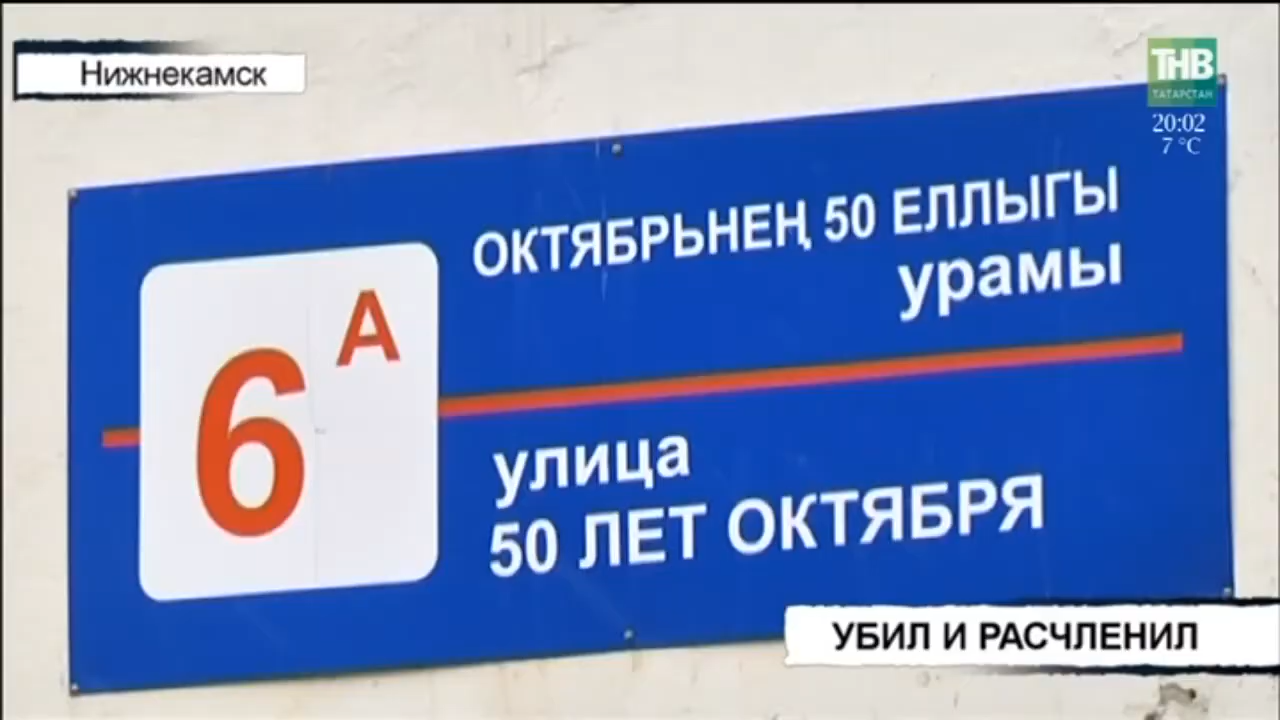 Нижнекамск
ТНВ
ТАТАРСТАН
20:02
7 °C
ОКТЯБРЬНЕҢ 50 ЕЛЛЫГЫ
урамы
6 А
улица
50 ЛЕТ ОКТЯБРЯ
УБИЛ И РАСЧЛЕНИЛ